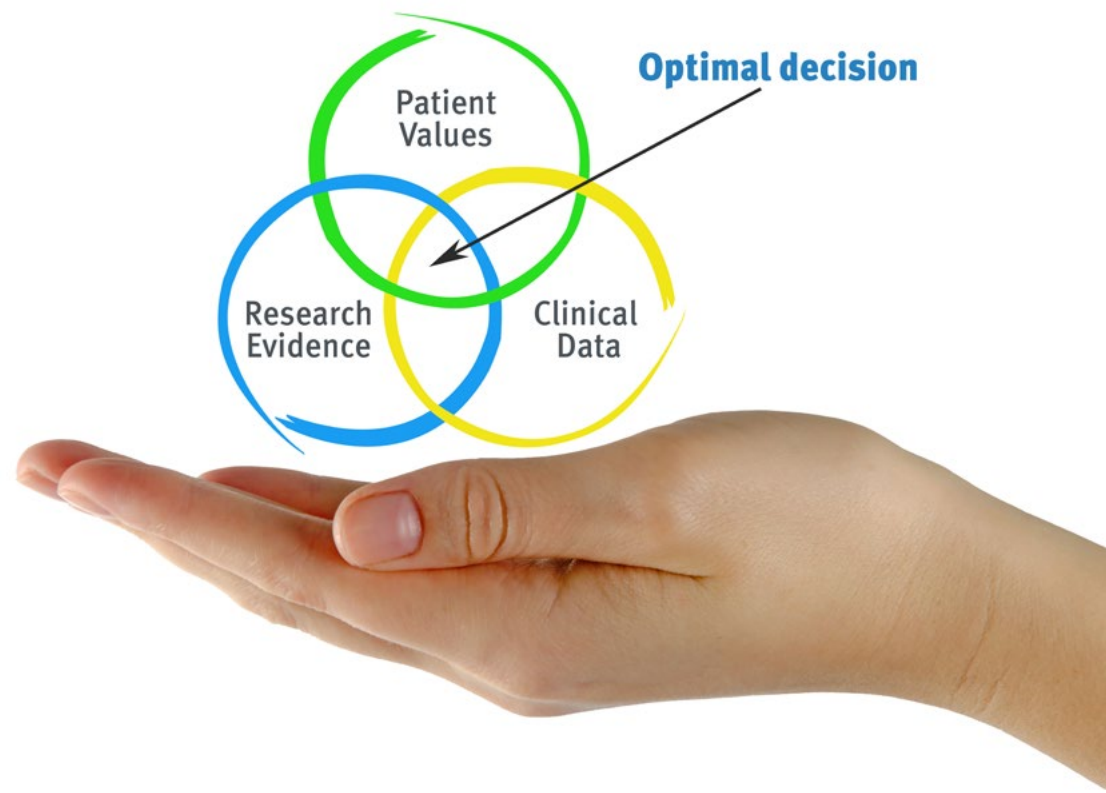 Optimal decision
Patient
Values
Research
Evidence
Clinical
Data